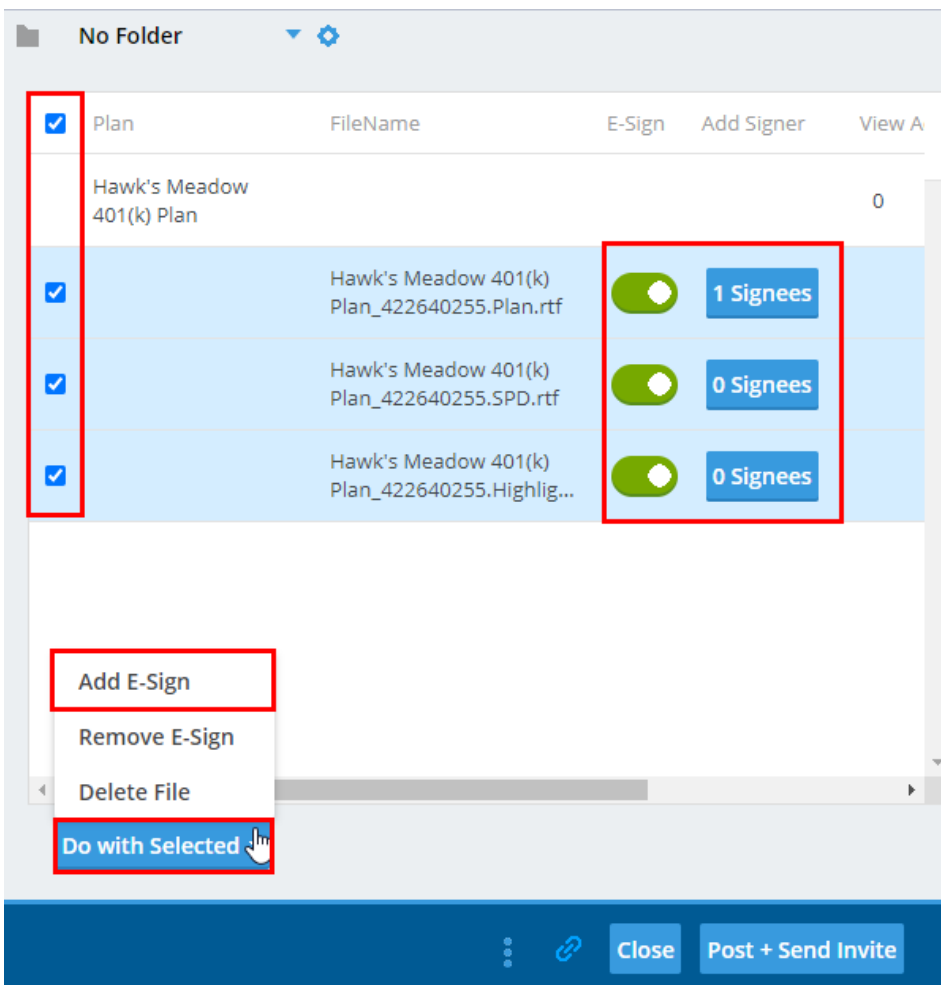 No Folder
Plan FileName E-Sign Add Signer View A
Hawk's Meadow
401(k) Plan
0
Hawk's Meadow 401(k)
Plan_422640255.Plan.rtf
1 Signees
Hawk's Meadow 401(k)
Plan_422640255.SPD.rtf
0 Signees
Hawk's Meadow 401(k)
Plan_422640255.Highlig...
0 Signees
Add E-Sign
Remove E-Sign
Delete File
Do with Selected
Close
Post + Send Invite